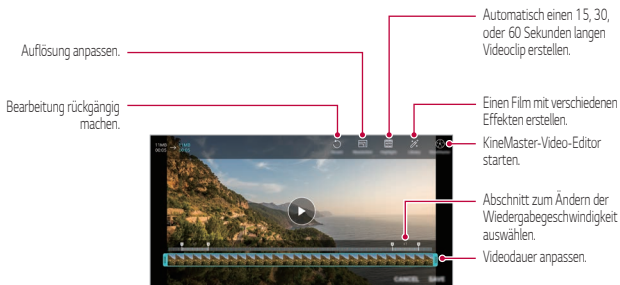 Automatisch einen 15, 30,
oder 60 Sekunden langen
Videoclip erstellen.
Auflösung anpassen.
Bearbeitung rückgängig
machen.
Einen Film mit verschiedenen
Effekten erstellen.
KineMaster-Video-Editor
starten.
Abschnitt zum Ändern der
Wiedergabegeschwindigkeit
auswählen.
Videodauer anpassen.
CANCEL SAVE